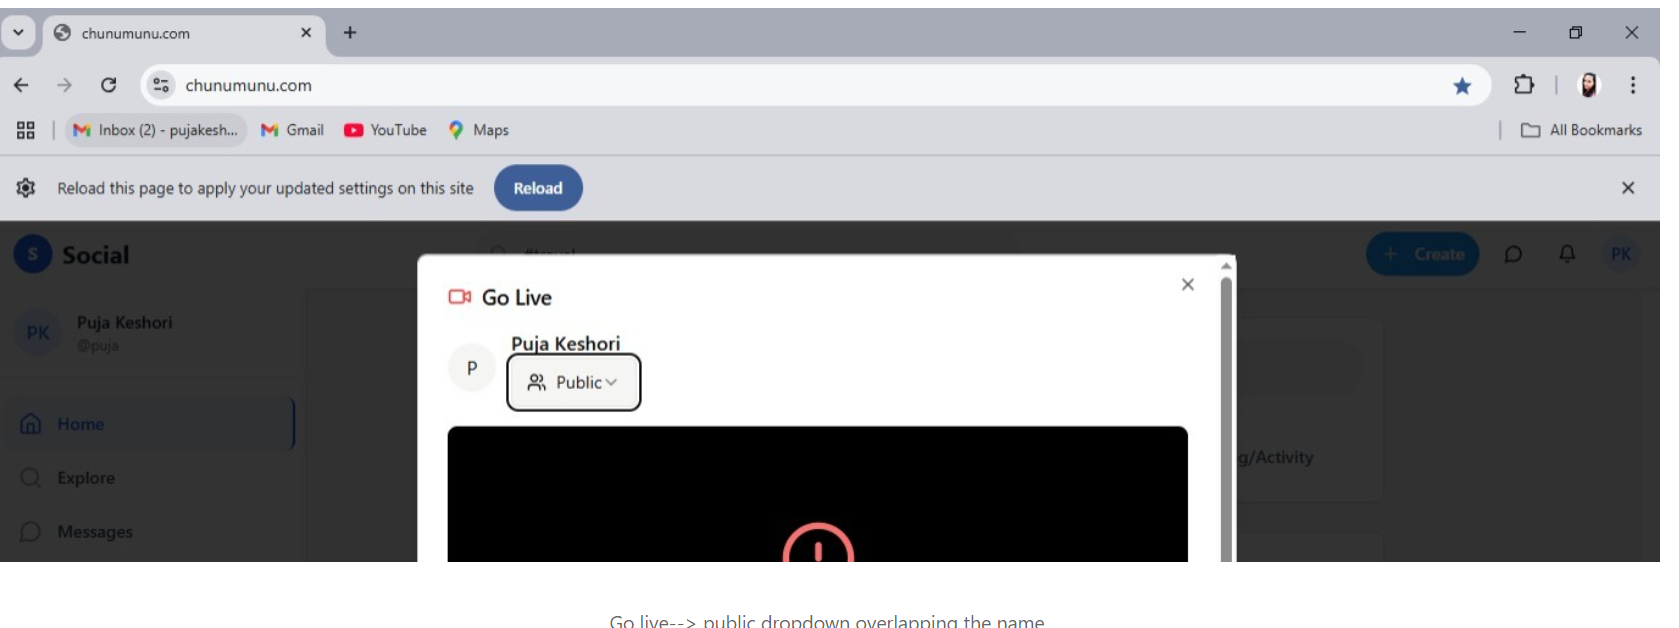 chunumunu.com
chunumunu.com
Inbox (2) - pujakesh... Gmail YouTube Maps All Bookmarks
Reload this page to apply your updated settings on this site Reload
S Social #travel + Create PK
Go Live
PK Puja Keshori
@puja
Puja Keshori
P
Public
Home
g/Activity
Explore
Messages
Go live--> public dropdown overlapping the name